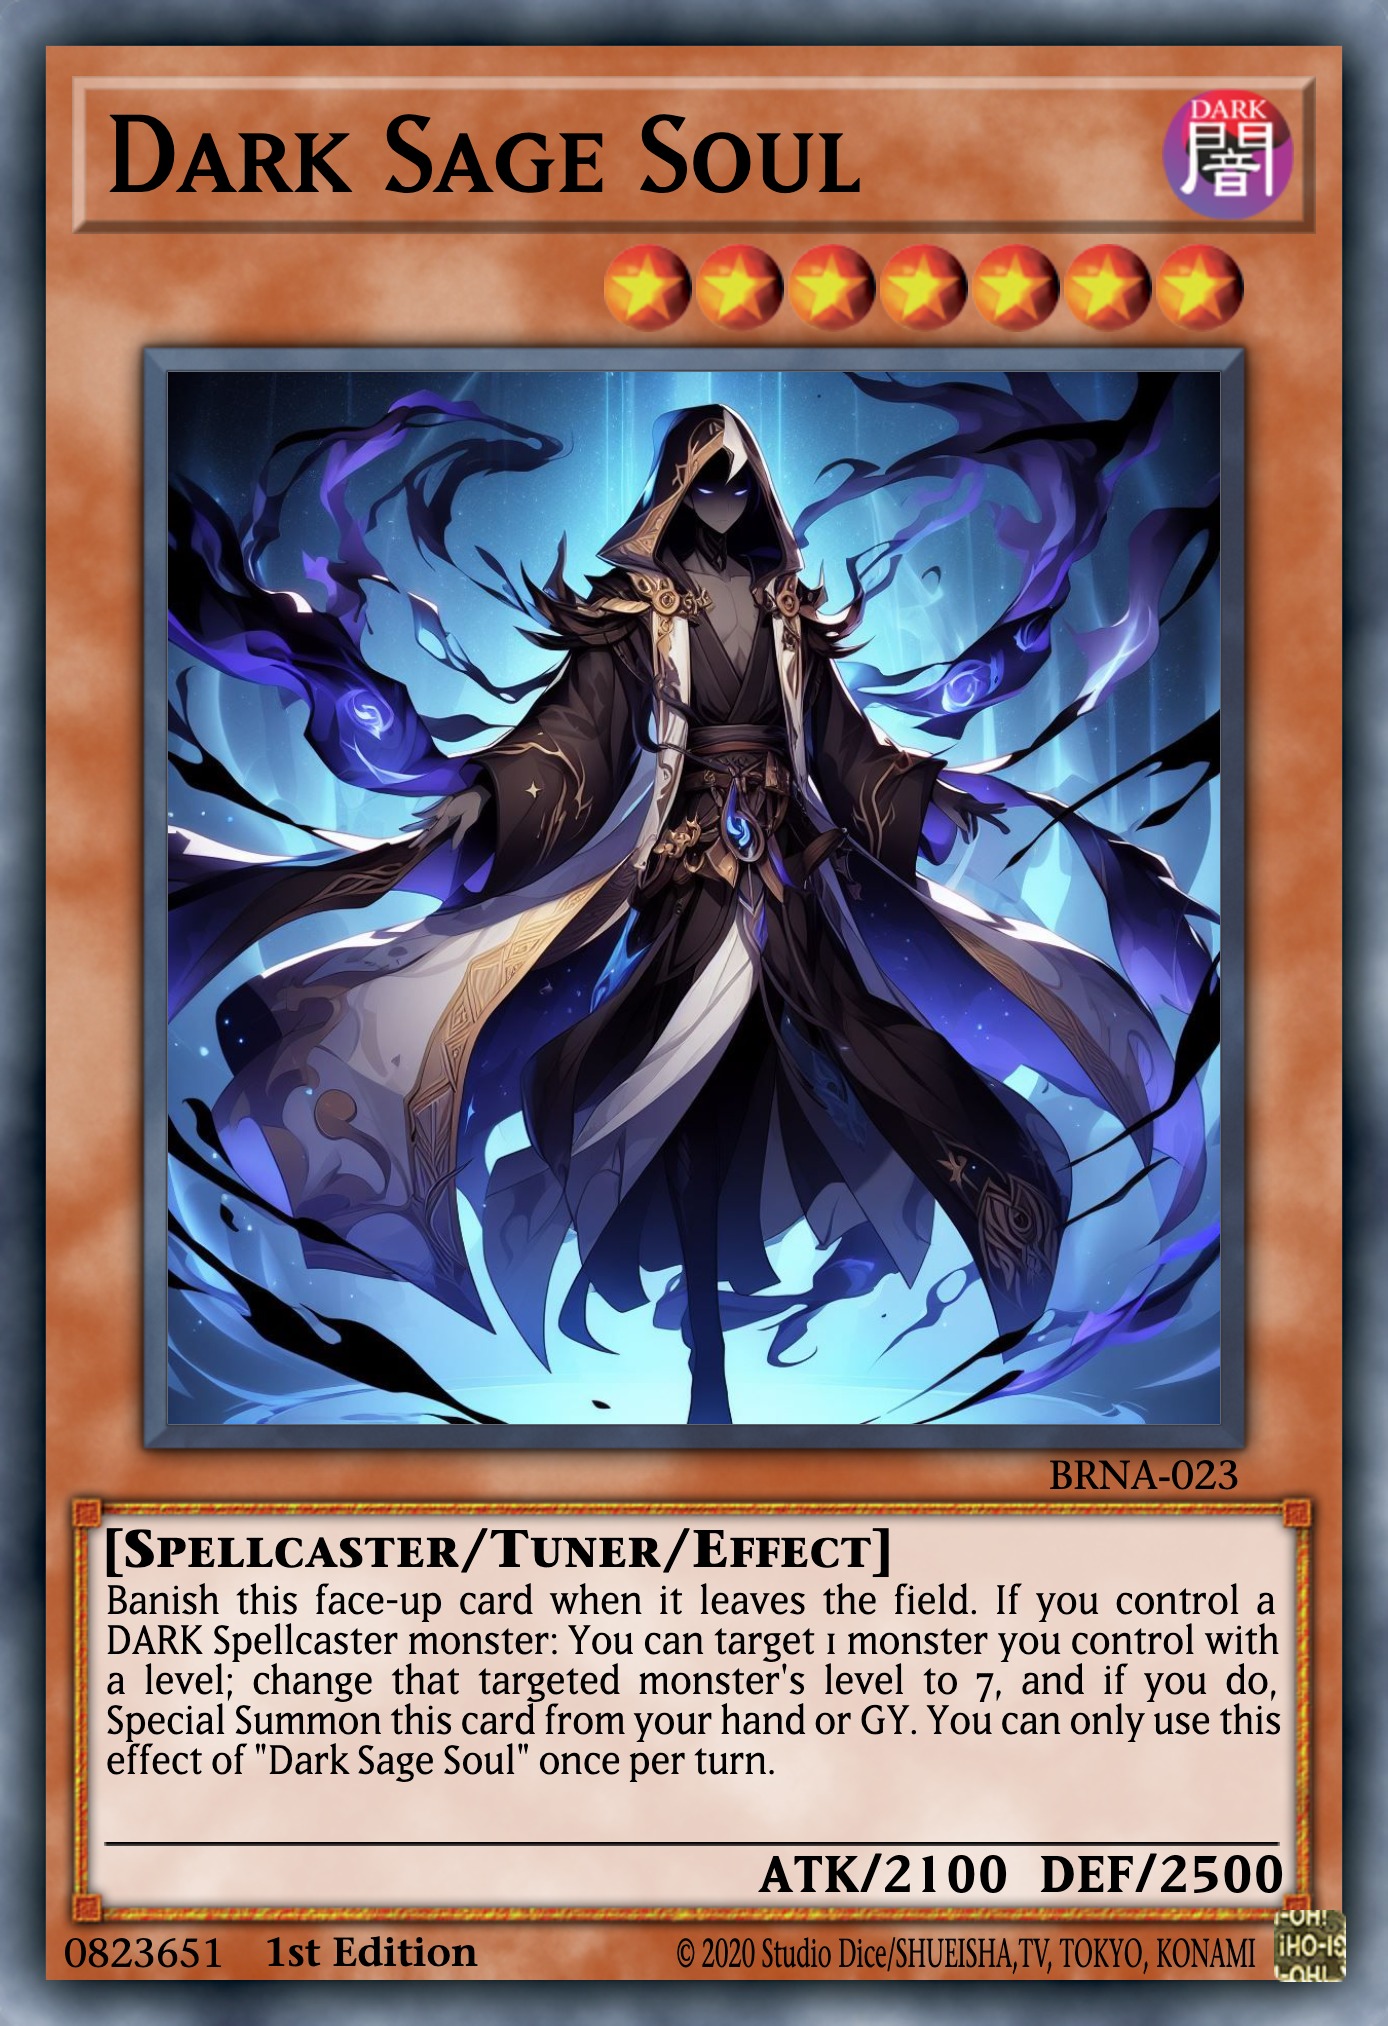 Dark Sage Soul
DARK
闇
BRNA-023
[Spellcaster/Tuner/Effect]
Banish this face-up card when it leaves the field. If you control a
DARK Spellcaster monster: You can target 1 monster you control with
a level; change that targeted monster's level to 7, and if you do,
Special Summon this card from your hand or GY. You can only use this
effect of "Dark Sage Soul" once per turn.
ATK/2100 DEF/2500
0823651 1st Edition © 2020 Studio Dice/SHUEISHA,TV, TOKYO, KONAMI